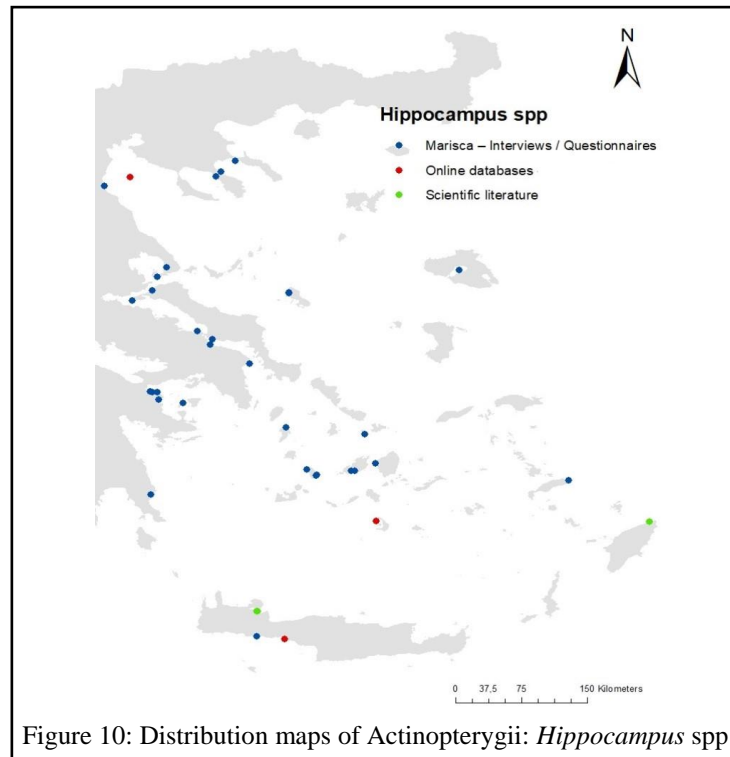 N
Hippocampus spp
Marisca – Interviews / Questionnaires
Online databases
Scientific literature
0 37,5 75 150 Kilometers
Figure 10: Distribution maps of Actinopterygii: Hippocampus spp